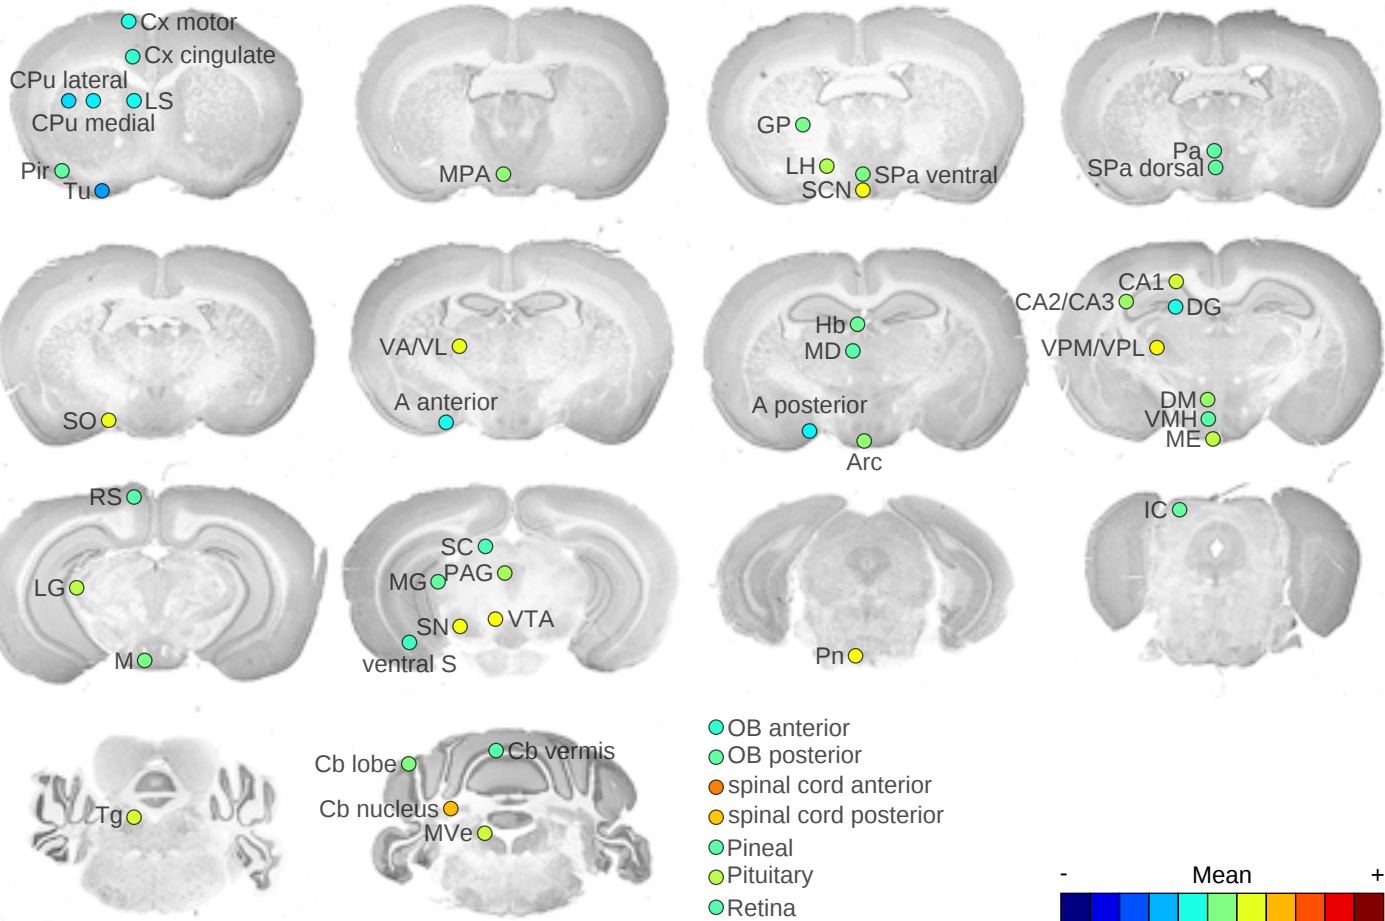 Cx motor
Cx cingulate
CPu lateral
LS
CPu medial
Pir
Tu
MPA
GP
LH
SPa ventral
SCN
Pa
SPa dorsal
SO
VA/VL
A anterior
Hb
MD
A posterior
Arc
CA1
CA2/CA3
DG
VPM/VPL
DM
VMH
ME
RS
LG
M
SC
MG
PAG
SN
VTA
ventral S
Pn
IC
Tg
Cb lobe
Cb vermis
Cb nucleus
MVe
OB anterior
OB posterior
spinal cord anterior
spinal cord posterior
Pineal
Pituitary
Retina
- Mean +